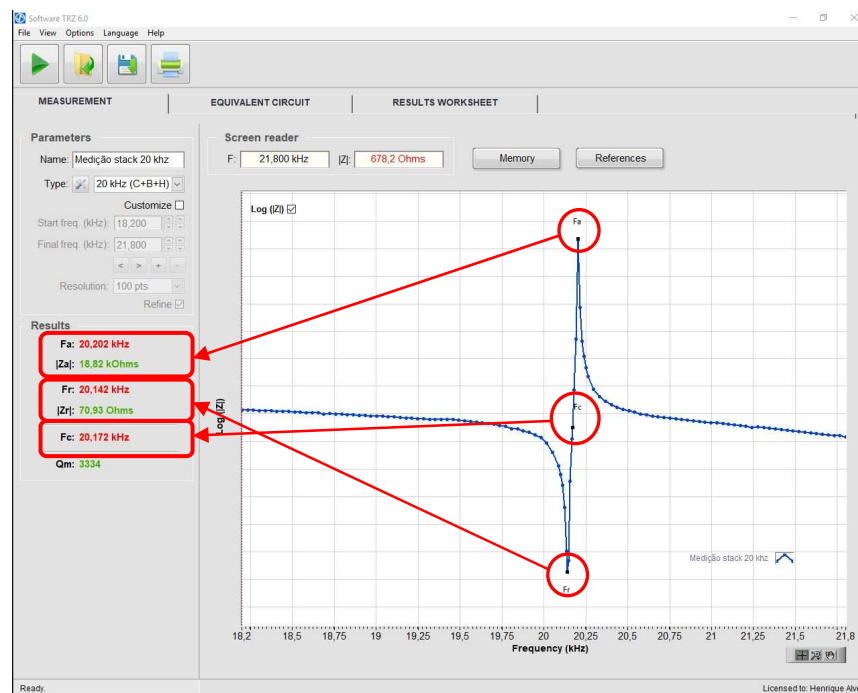 Software TRZ 6.0
File View Options Language Help
MEASUREMENT EQUIVALENT CIRCUIT RESULTS WORKSHEET
Parameters
Name: Medição stack 20 khz
Type: 20 kHz (C+B+H)
Customize
Start freq. (kHz): 18,200
Final freq. (kHz): 21,800
< > + -
Resolution: 100 pts
Refine
Results
Fa: 20,202 kHz
|Za|: 18,82 kOhms
Fr: 20,142 kHz
|Zr|: 70,93 Ohms
Fc: 20,172 kHz
Qm: 3334
Screen reader
F: 21,800 kHz |Z|: 678,2 Ohms Memory References
Log (|Z|)
Fa
Fc
Fr
Log (|Z|)
Medição stack 20 khz
18,2 18,5 18,75 19 19,25 19,5 19,75 20 20,25 20,5 20,75 21 21,25 21,5 21,8
Frequency (kHz)
Ready. Licensed to: Henrique Alve